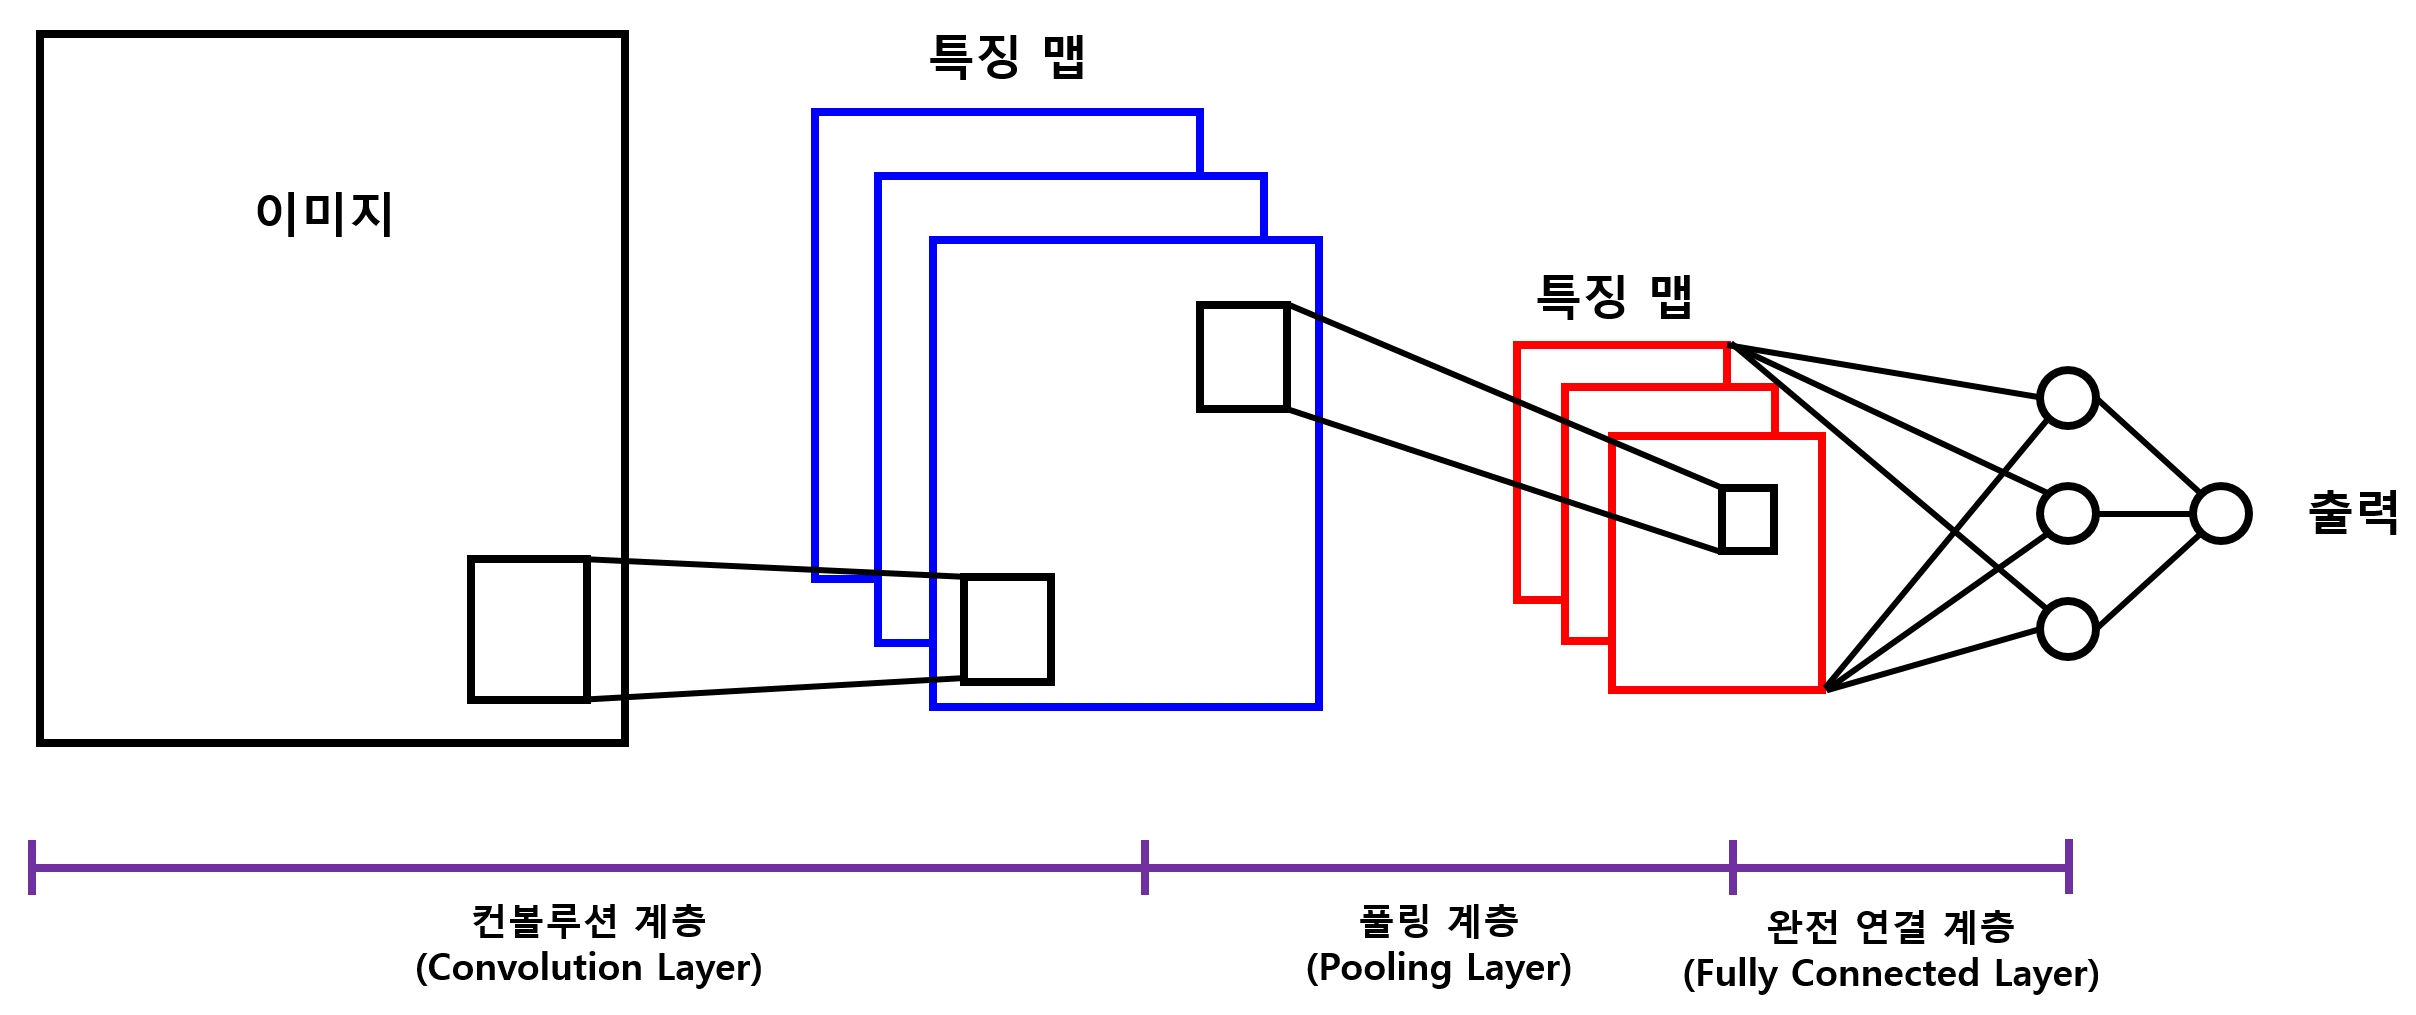 특징 맵
이미지
특징 맵
출력
컨볼루션 계층
(Convolution Layer)
풀링 계층
(Pooling Layer)
완전 연결 계층
(Fully Connected Layer)